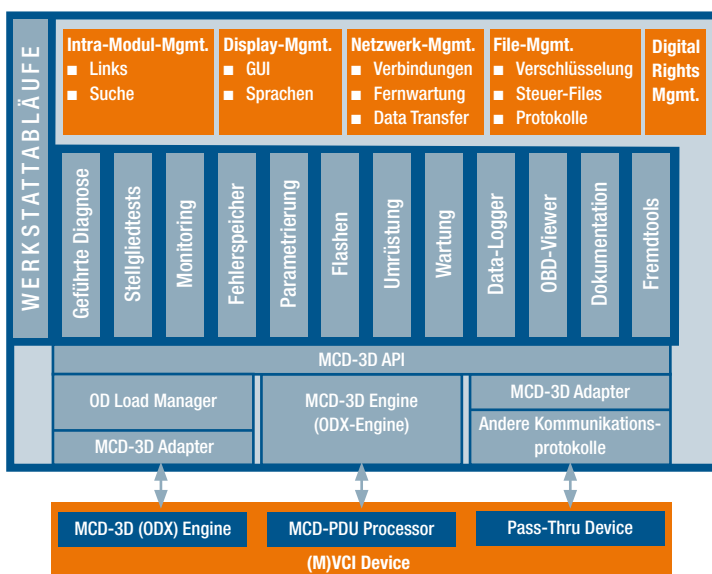 WERKSTATTABLÄUFE
Intra-Modul-Mgmt.
■ Links
■ Suche
Display-Mgmt.
■ GUI
■ Sprachen
Netzwerk-Mgmt.
■ Verbindungen
■ Fernwartung
■ Data Transfer
File-Mgmt.
■ Verschlüsselung
■ Steuer-Files
■ Protokolle
Digital
Rights
Mgmt.
Geführte Diagnose
Stellgliedtests
Monitoring
Fehlerspeicher
Parametrierung
Flashen
Umrüstung
Wartung
Data-Logger
OBD-Viewer
Dokumentation
Fremdtools
MCD-3D API
OD Load Manager
MCD-3D Adapter
MCD-3D Engine
(ODX-Engine)
MCD-3D Adapter
Andere Kommunikations-
protokolle
MCD-3D (ODX) Engine
MCD-PDU Processor
Pass-Thru Device
(M)VCI Device